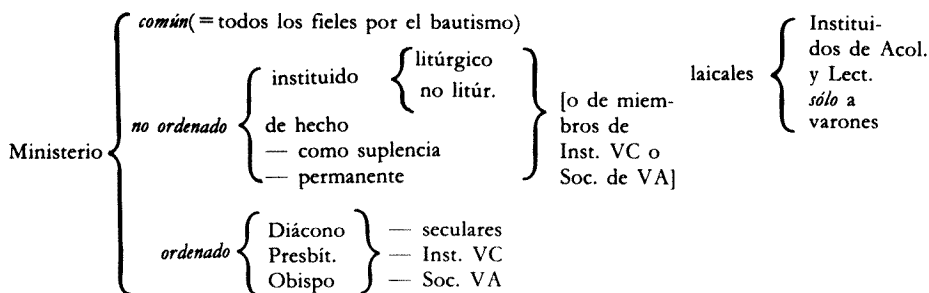 común(=todos los fieles por el bautismo)
Institui-
dos de Acol.
y Lect.
sólo a
varones
laicales
litúrgico
instituido
no litúr.
[o de miem-
bros de
Inst. VC o
Soc. de VA]
no ordenado
de hecho
— como suplencia
— permanente
Ministerio
Diácono
Presbít.
Obispo
ordenado
— seculares
— Inst. VC
— Soc. VA